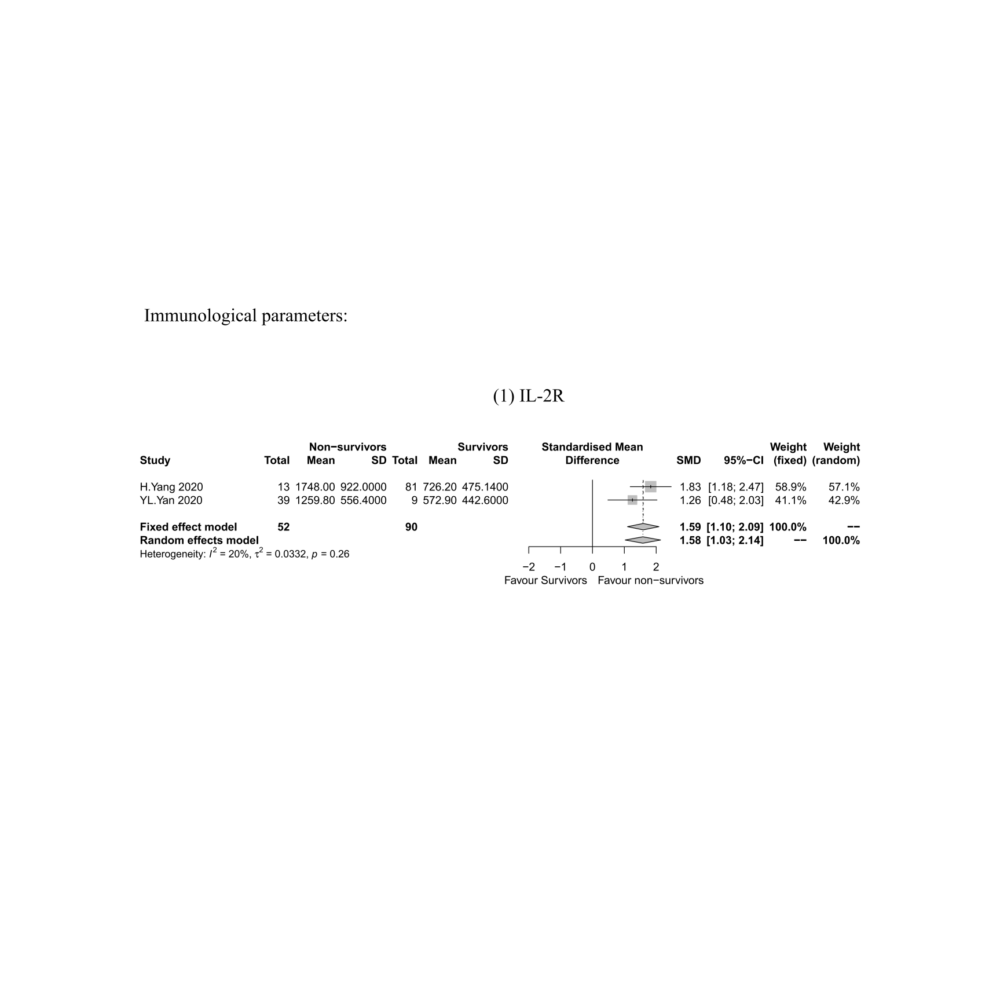 Immunological parameters:
(1) IL-2R
Non−survivors Survivors Standardised Mean Weight Weight
Study Total Mean SD Total Mean SD Difference SMD 95%−CI (fixed) (random)
H.Yang 2020 13 1748.00 922.0000 81 726.20 475.1400 1.83 [1.18; 2.47] 58.9% 57.1%
YL.Yan 2020 39 1259.80 556.4000 9 572.90 442.6000 1.26 [0.48; 2.03] 41.1% 42.9%
Fixed effect model 52 90 1.59 [1.10; 2.09] 100.0% −−
Random effects model 1.58 [1.03; 2.14] −− 100.0%
Heterogeneity: I² = 20%, τ² = 0.0332, p = 0.26
−2 −1 0 1 2
Favour Survivors Favour non−survivors